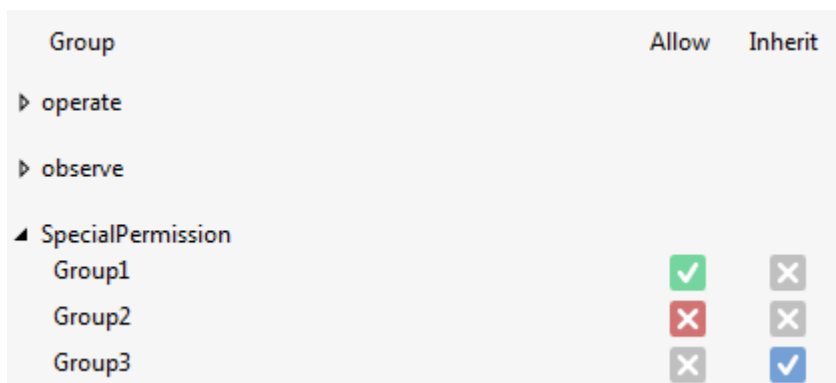 Group Allow Inherit
operate
observe
SpecialPermission
Group1
Group2
Group3